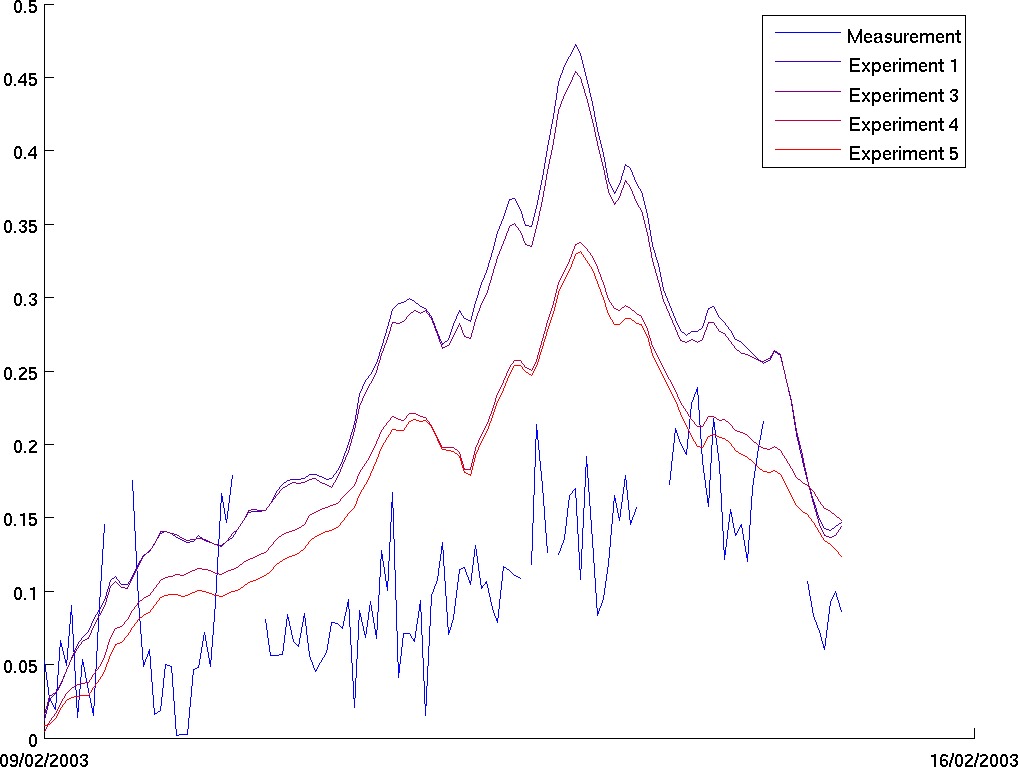 0.5
0.45
0.4
0.35
0.3
0.25
0.2
0.15
0.1
0.05
0
09/02/2003
16/02/2003
Measurement
Experiment 1
Experiment 3
Experiment 4
Experiment 5